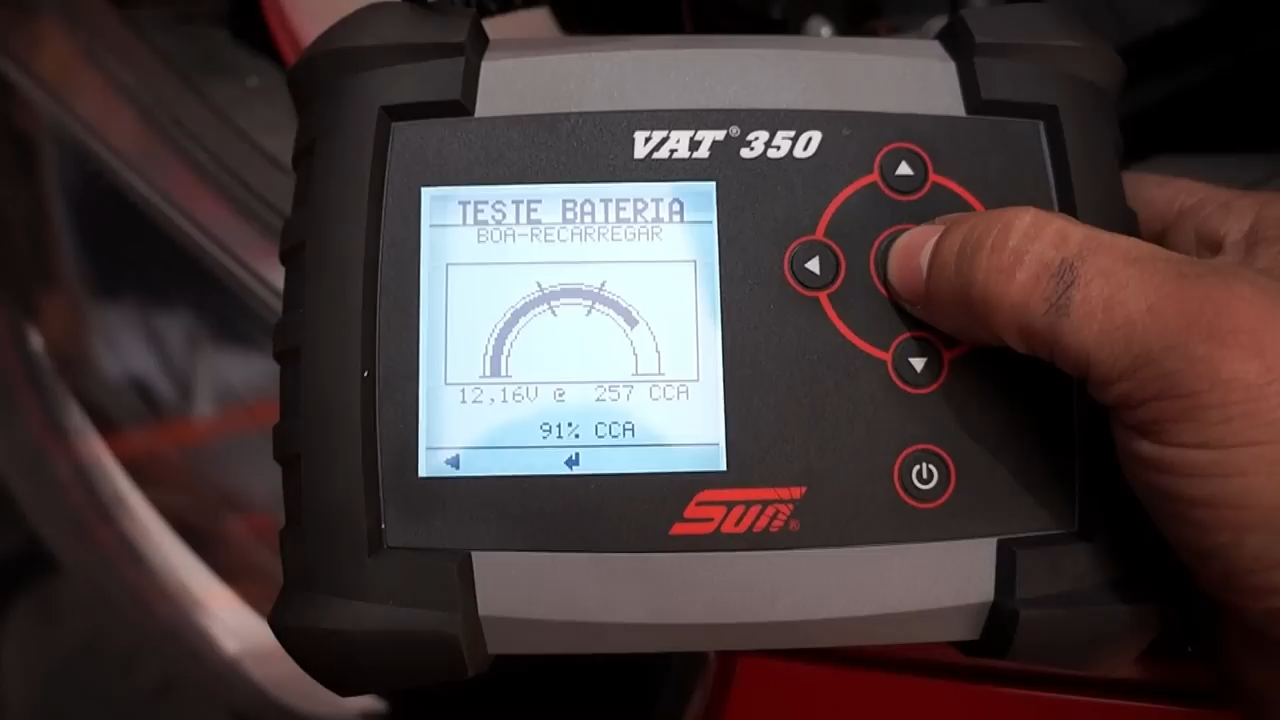 VAT® 350
TESTE BATERIA
BOA-RECARREGAR
12,16V @ 257 CCA
91% CCA
Sun®